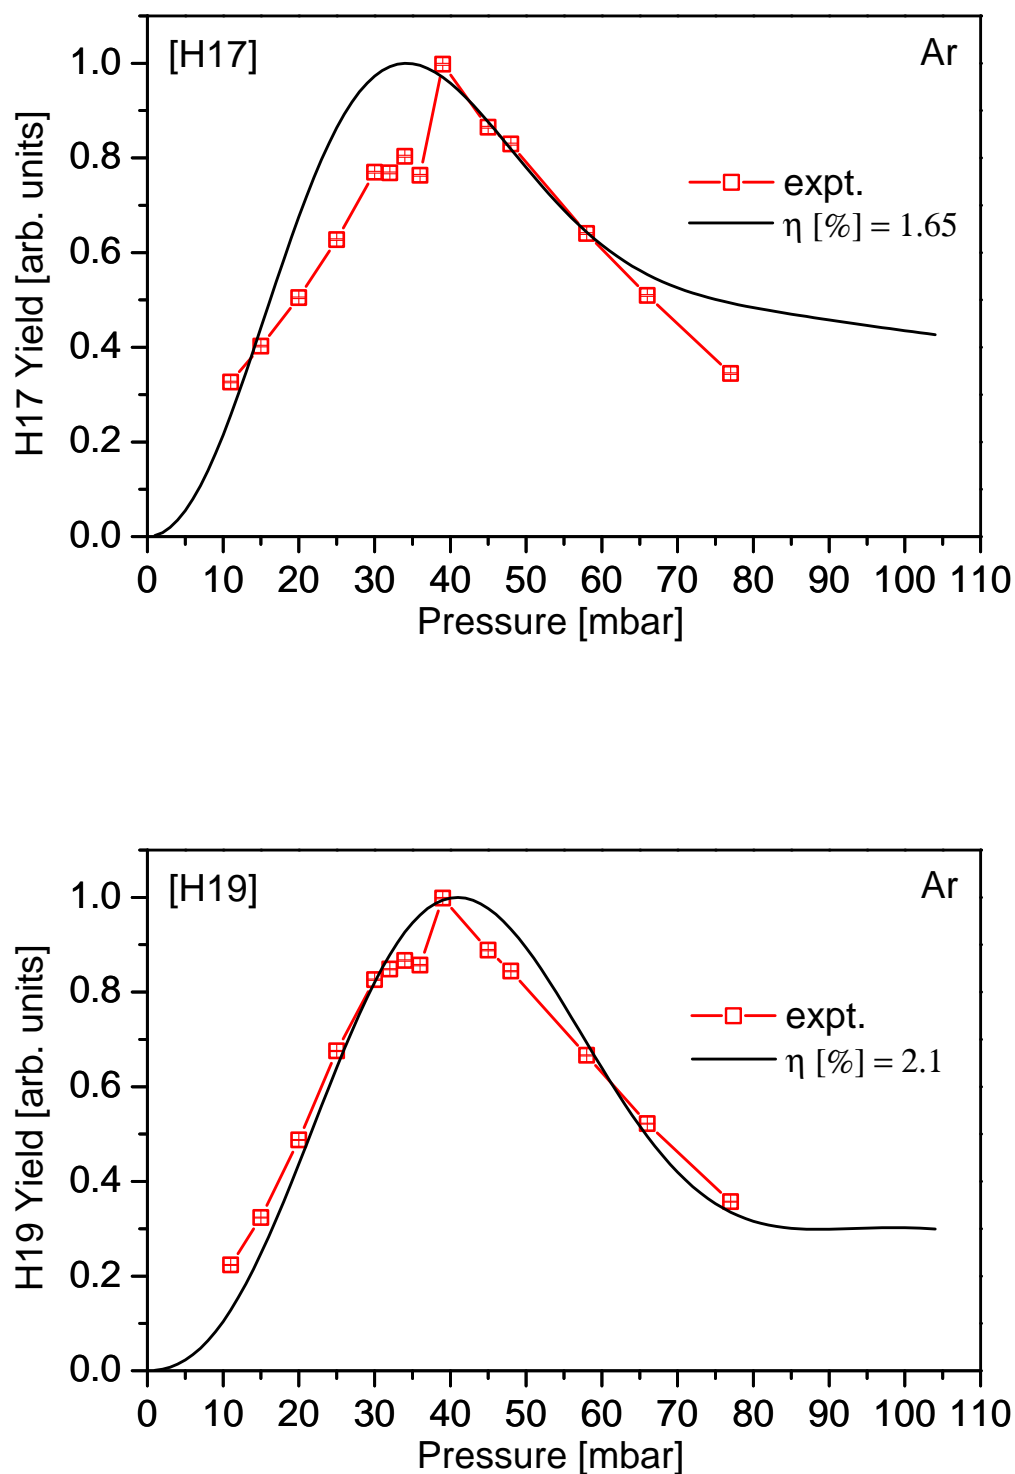 [H17]
Ar
H17 Yield [arb. units]
1.0
0.8
0.6
0.4
0.2
0.0
expt.
η [%] = 1.65
0 10 20 30 40 50 60 70 80 90 100 110
Pressure [mbar]
[H19]
Ar
H19 Yield [arb. units]
1.0
0.8
0.6
0.4
0.2
0.0
expt.
η [%] = 2.1
0 10 20 30 40 50 60 70 80 90 100 110
Pressure [mbar]